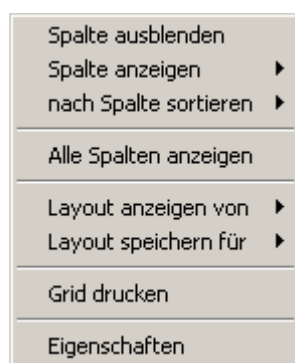 Spalte ausblenden
Spalte anzeigen
nach Spalte sortieren
Alle Spalten anzeigen
Layout anzeigen von
Layout speichern für
Grid drucken
Eigenschaften